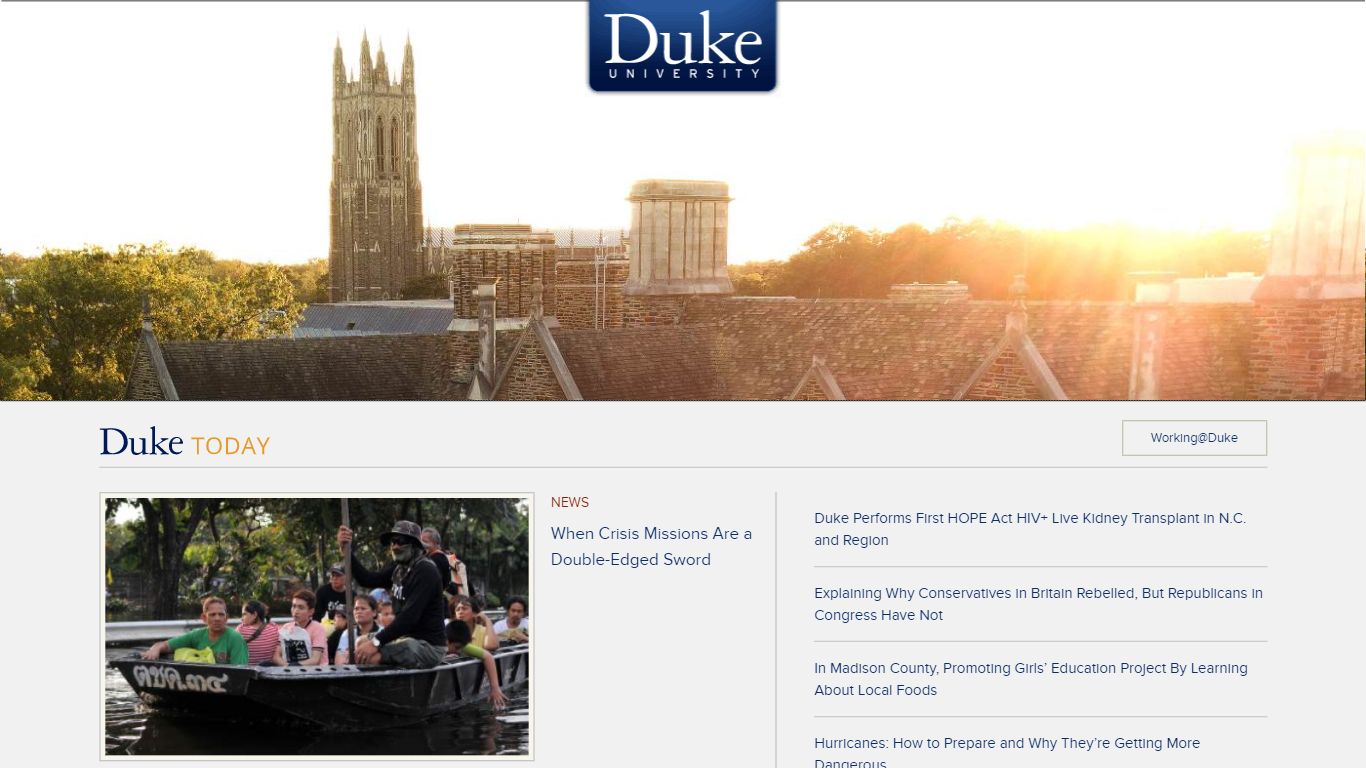 Duke
UNIVERSITY
Duke TODAY
Working@Duke
NEWS
When Crisis Missions Are a
Double-Edged Sword
Duke Performs First HOPE Act HIV+ Live Kidney Transplant in N.C.
and Region
Explaining Why Conservatives in Britain Rebelled, But Republicans in
Congress Have Not
In Madison County, Promoting Girls’ Education Project By Learning
About Local Foods
Hurricanes: How to Prepare and Why They’re Getting More
Dangerous